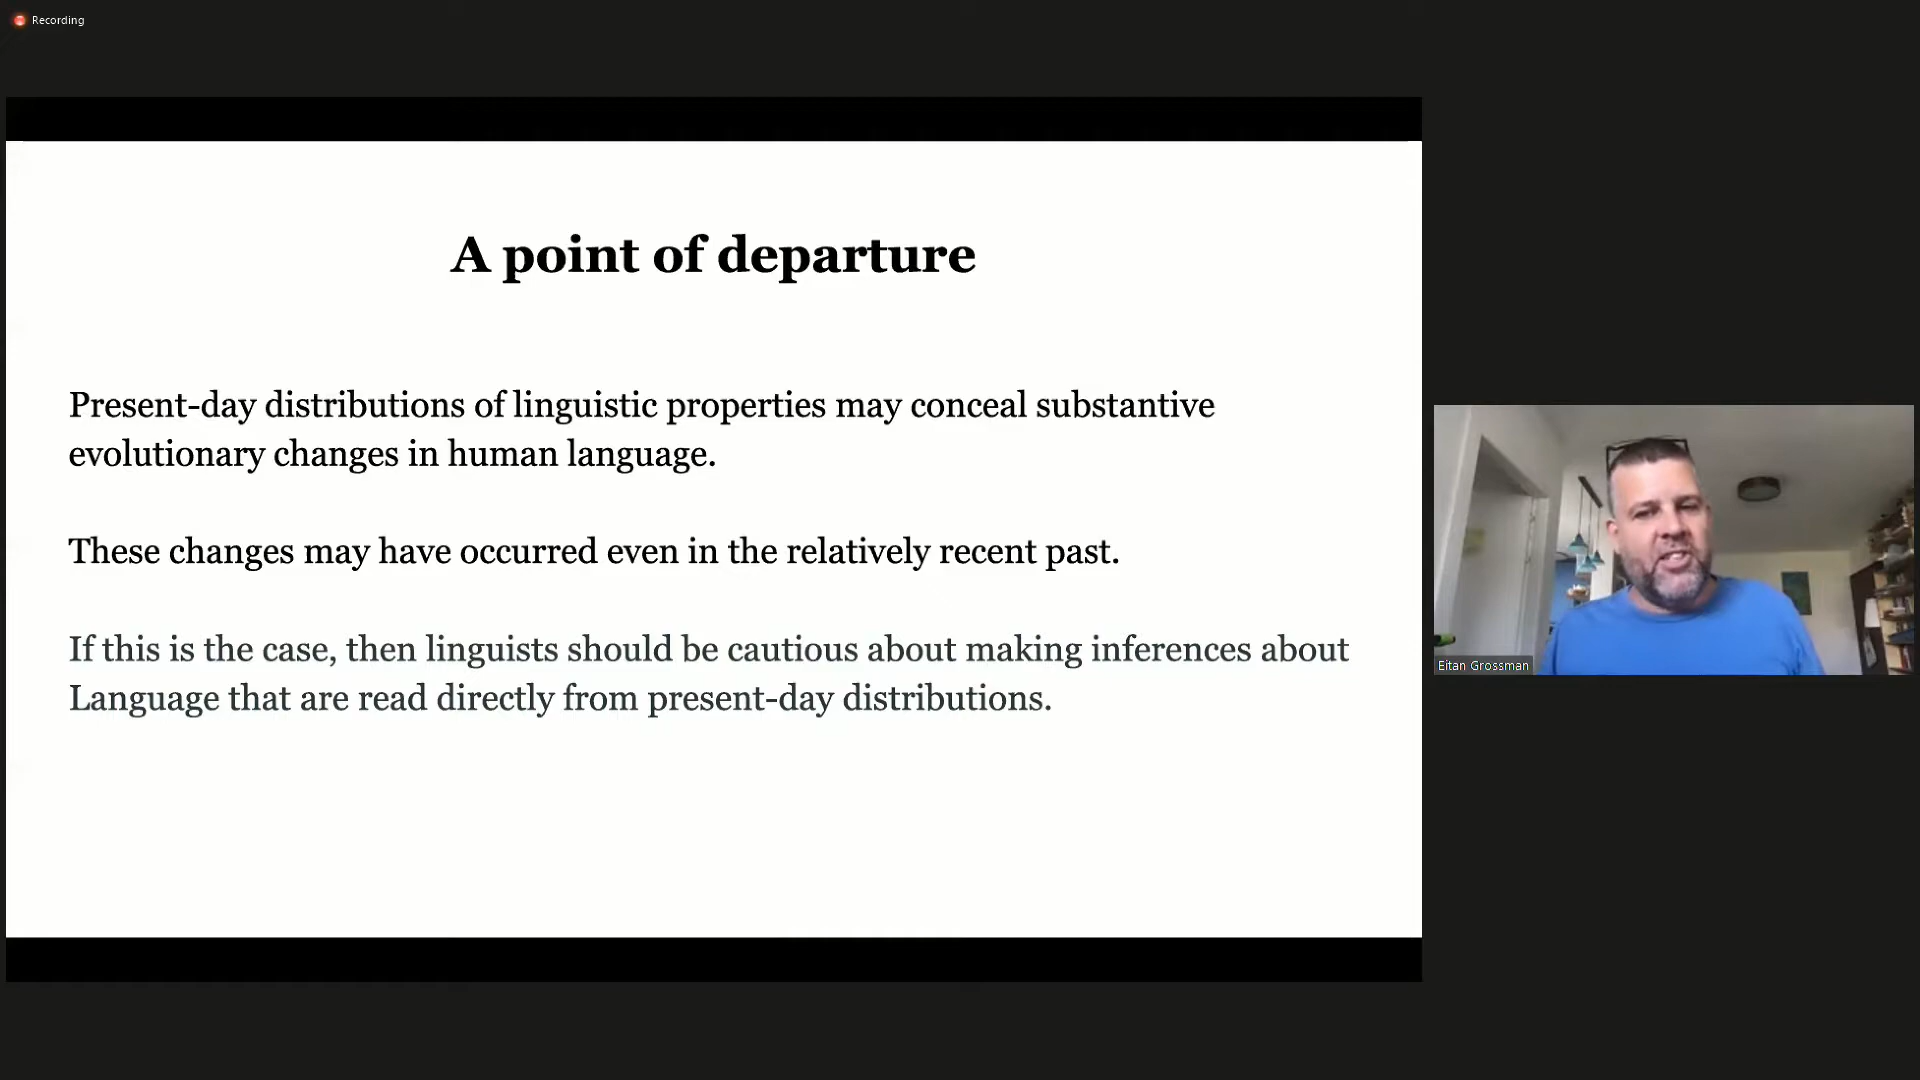 Recording
A point of departure
Present-day distributions of linguistic properties may conceal substantive
evolutionary changes in human language.
These changes may have occurred even in the relatively recent past.
If this is the case, then linguists should be cautious about making inferences about
Language that are read directly from present-day distributions.
Eitan Grossman